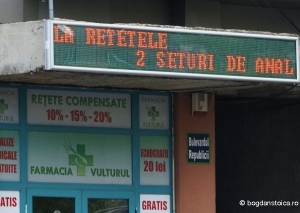 LA RETETELE
2 SETURI DE ANAL
REȚETE COMPENSATE
10% - 15% - 20%
FARMACIA VULTURUL
ECOGRAFII
20 lei
GRATIS
GRATIS
Bulevardul
Republicii
© bogdanstoica.ro